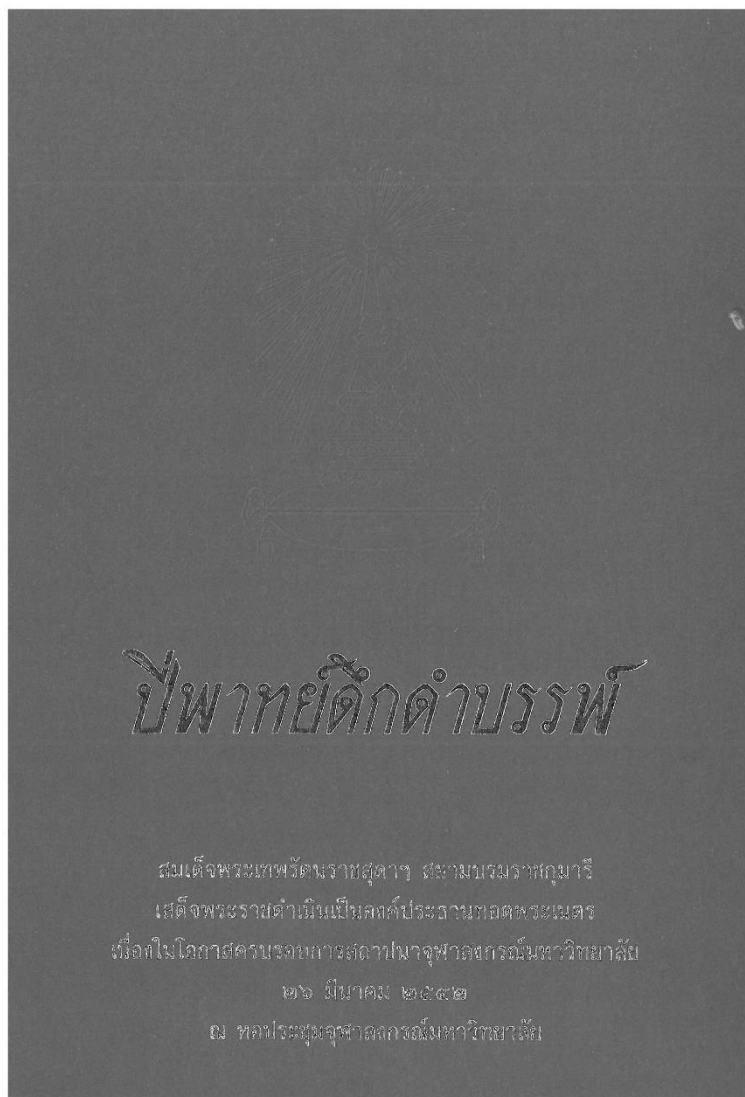 ปี่พาทย์ดึกดำบรรพ์
สมเด็จพระเทพรัตนราชสุดาฯ สยามบรมราชกุมารี
เสด็จพระราชดำเนินเป็นองค์ประธานทอดพระเนตร
เนื่องในโอกาสครบรอบการสถาปนาจุฬาลงกรณ์มหาวิทยาลัย
๒๖ มีนาคม ๒๕๔๒
ณ หอประชุมจุฬาลงกรณ์มหาวิทยาลัย